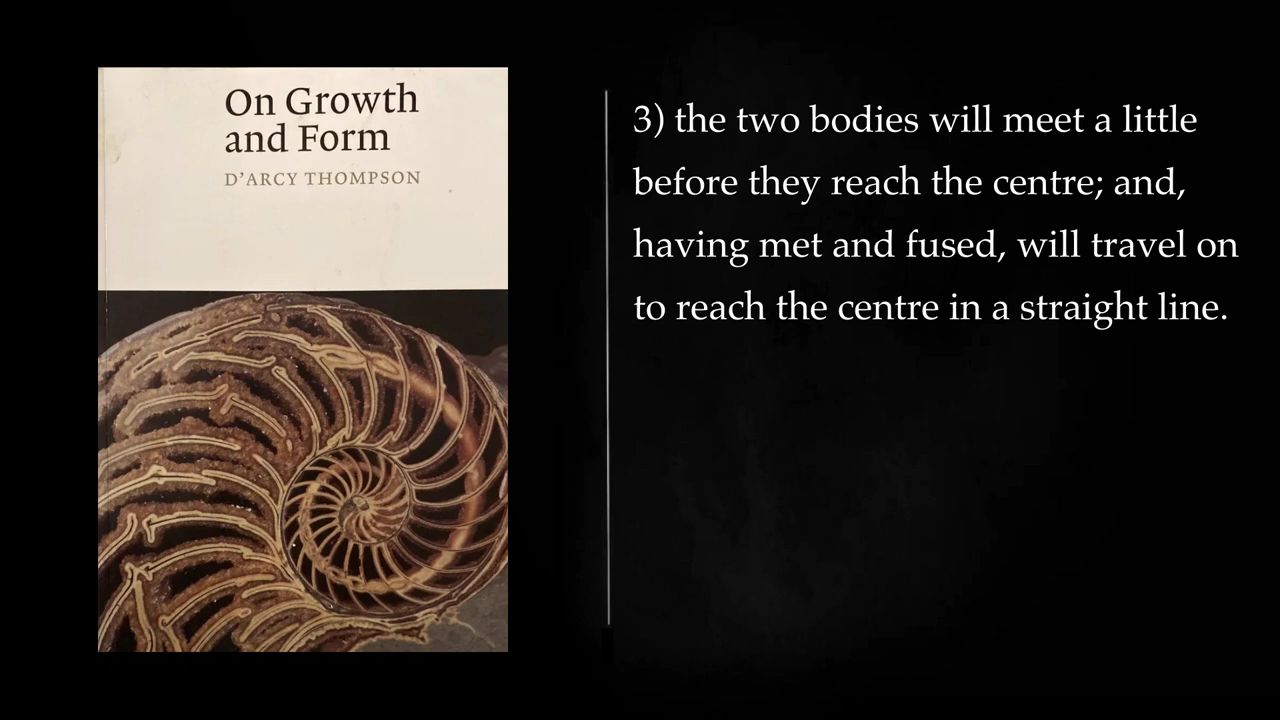 On Growth
and Form
D'ARCY THOMPSON
3) the two bodies will meet a little
before they reach the centre; and,
having met and fused, will travel on
to reach the centre in a straight line.